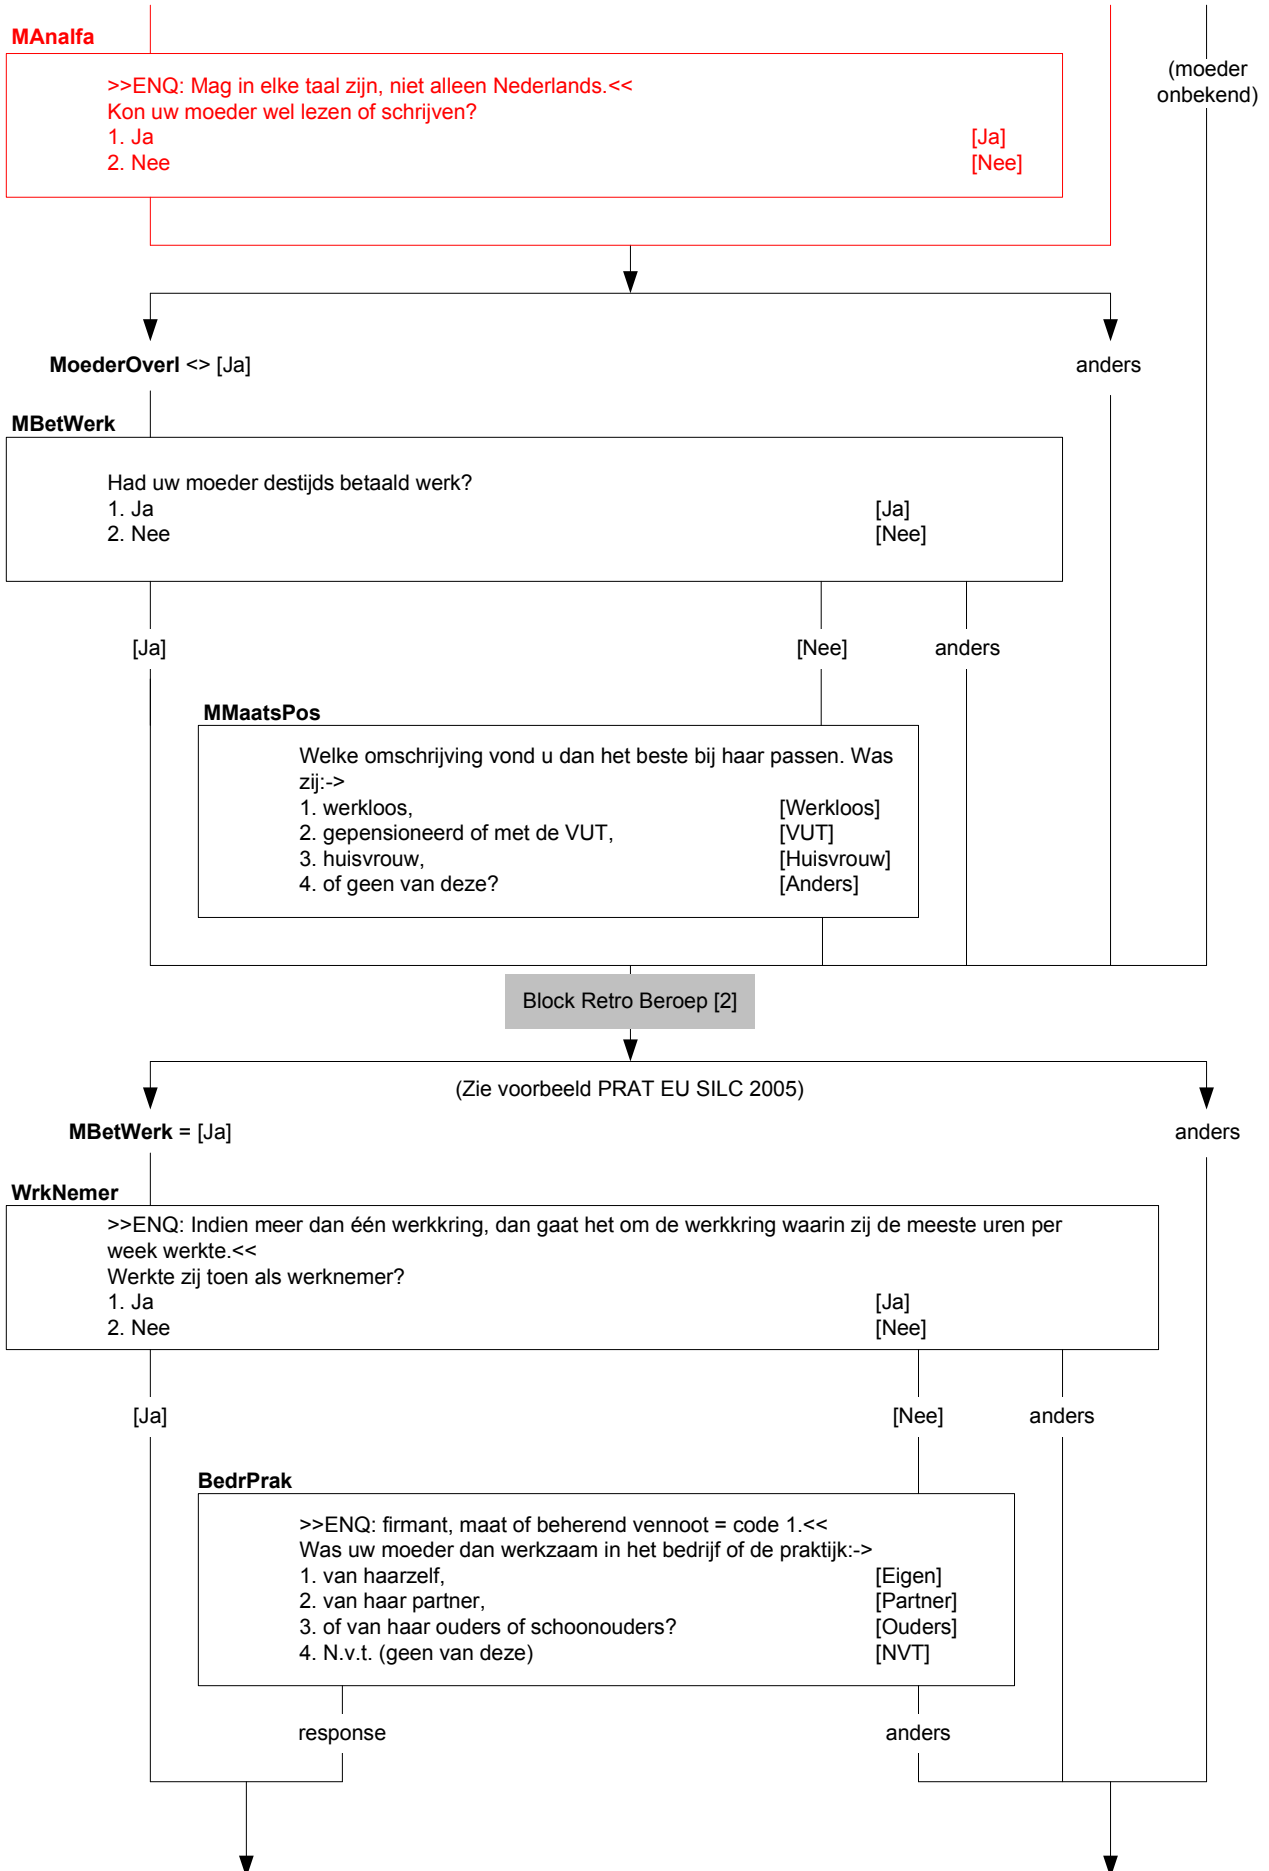 MAnalfa
(moeder
onbekend)
>>ENQ: Mag in elke taal zijn, niet alleen Nederlands.<<
Kon uw moeder wel lezen of schrijven?
1. Ja [Ja]
2. Nee [Nee]
MoederOverl <> [Ja] anders
MBetWerk
Had uw moeder destijds betaald werk?
1. Ja [Ja]
2. Nee [Nee]
[Ja] [Nee] anders
MMaatsPos
Welke omschrijving vond u dan het beste bij haar passen. Was
zij:->
1. werkloos, [Werkloos]
2. gepensioneerd of met de VUT, [VUT]
3. huisvrouw, [Huisvrouw]
4. of geen van deze? [Anders]
Block Retro Beroep [2]
(Zie voorbeeld PRAT EU SILC 2005)
MBetWerk = [Ja] anders
WrkNemer
>>ENQ: Indien meer dan één werkkring, dan gaat het om de werkkring waarin zij de meeste uren per
week werkte.<<
Werkte zij toen als werknemer?
1. Ja [Ja]
2. Nee [Nee]
[Ja] [Nee] anders
BedrPrak
>>ENQ: firmant, maat of beherend vennoot = code 1.<<
Was uw moeder dan werkzaam in het bedrijf of de praktijk:->
1. van haarzelf, [Eigen]
2. van haar partner, [Partner]
3. of van haar ouders of schoonouders? [Ouders]
4. N.v.t. (geen van deze) [NVT]
response anders